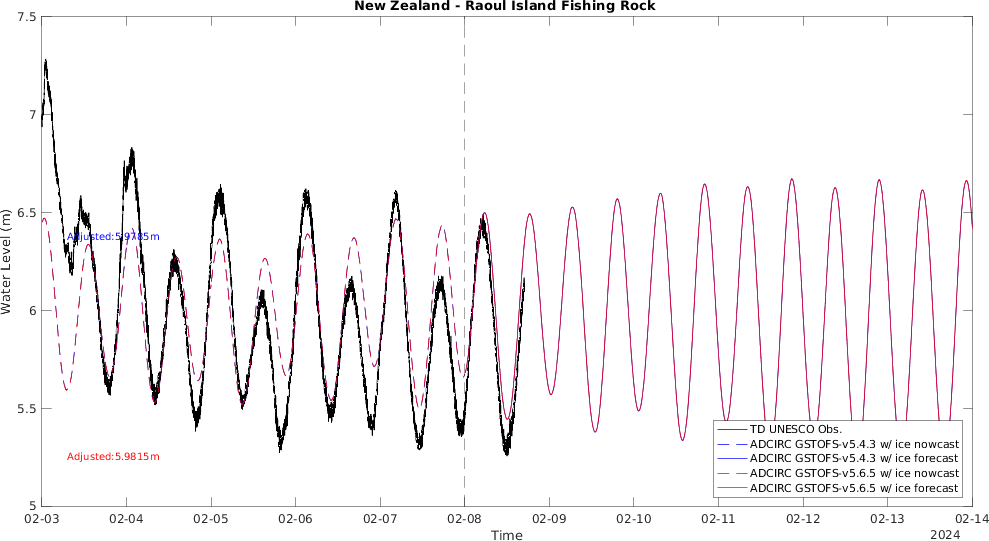 New Zealand - Raoul Island Fishing Rock
7.5
7
6.5
6
5.5
5
Water Level (m)
Adjusted:5.9785m
Adjusted:5.9815m
TD UNESCO Obs.
ADCIRC GSTOFS-v5.4.3 w/ ice nowcast
ADCIRC GSTOFS-v5.4.3 w/ ice forecast
ADCIRC GSTOFS-v5.6.5 w/ ice nowcast
ADCIRC GSTOFS-v5.6.5 w/ ice forecast
02-03 02-04 02-05 02-06 02-07 02-08 02-09 02-10 02-11 02-12 02-13 02-14
Time
2024